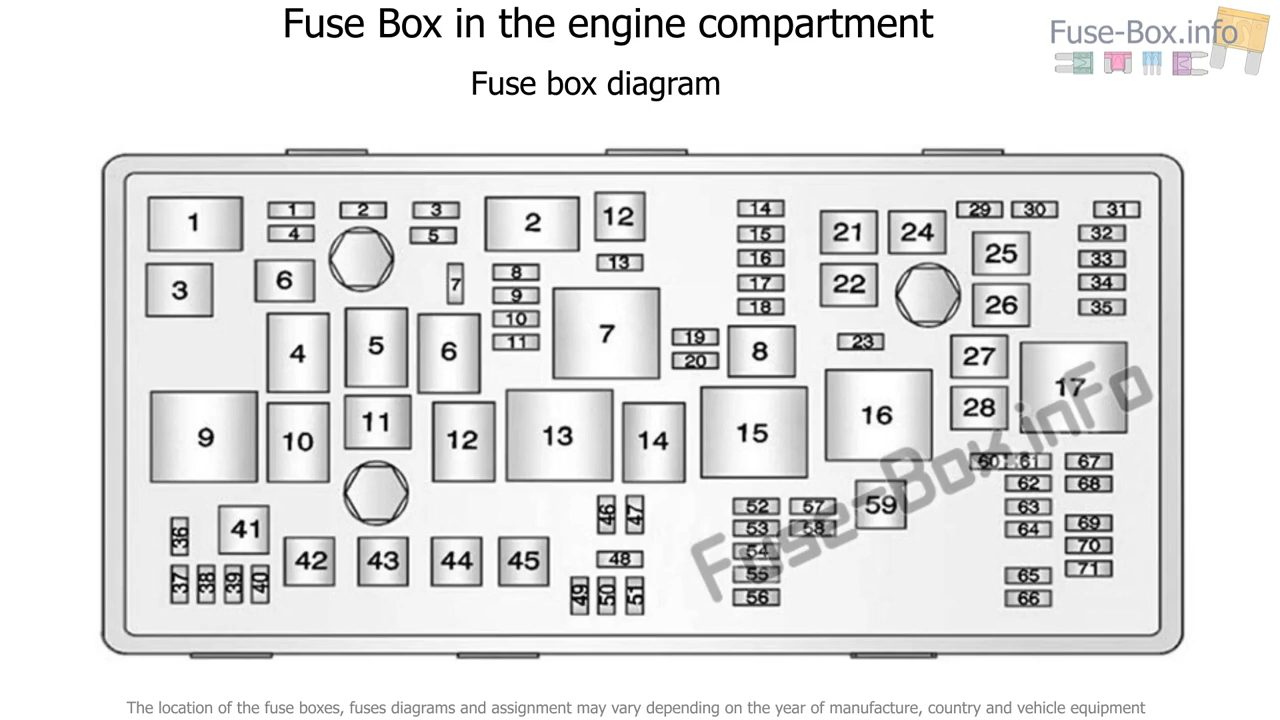 Fuse Box in the engine compartment
Fuse-Box.info
Fuse box diagram
1 1 2 3 2 12 14 21 24 29 30 31
4 5 15 32
3 6 7 8 13 16 22 25 33
9 17 26 34
10 18 35
4 5 6 11 7 19 8 23 27 17
20
9 10 11 12 13 14 15 16 28
60 61 67
62 68
36 41 46 47 52 57 59 63
53 58 64 69
42 43 44 45 48 54 70
37 38 39 40 49 50 51 55 65 71
56 66
Fuse-Box.info
The location of the fuse boxes, fuses diagrams and assignment may vary depending on the year of manufacture, country and vehicle equipment